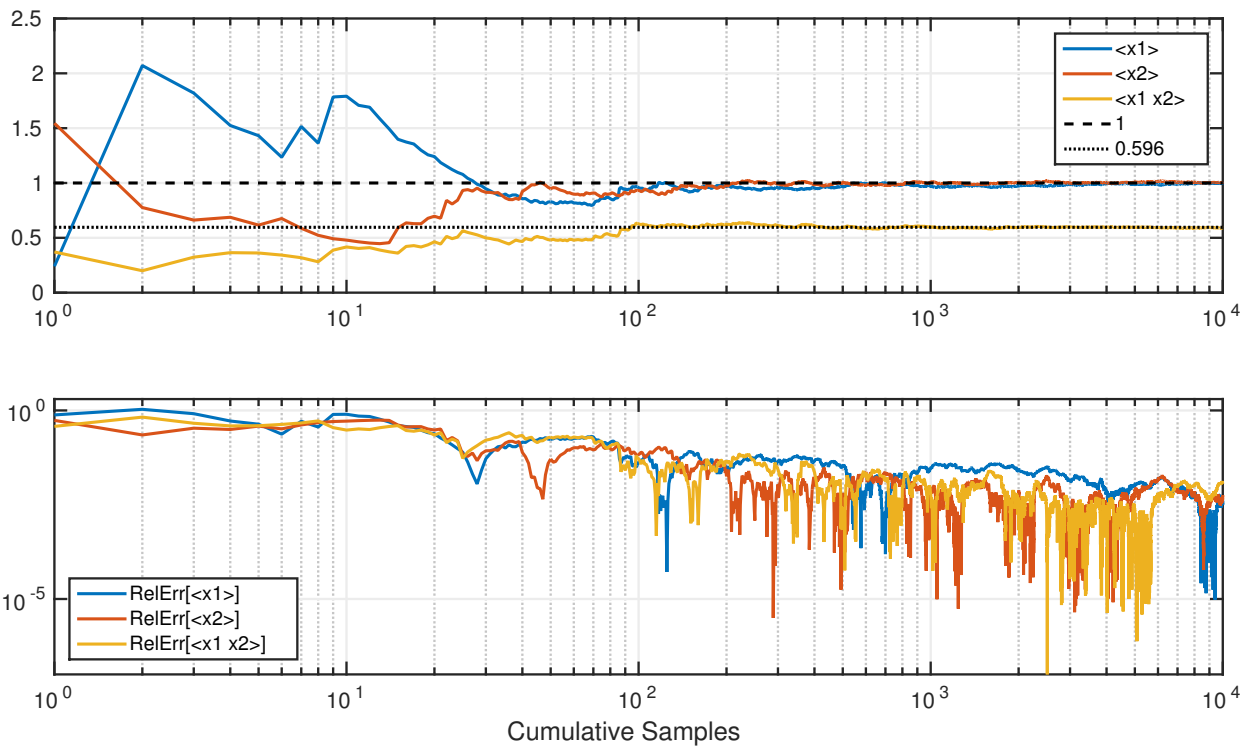 2.5
2
1.5
1
0.5
0
<x1>
<x2>
<x1 x2>
1
0.596
10^0 10^1 10^2 10^3 10^4
10^0
10^-5
RelErr[<x1>]
RelErr[<x2>]
RelErr[<x1 x2>]
10^0 10^1 10^2 10^3 10^4
Cumulative Samples